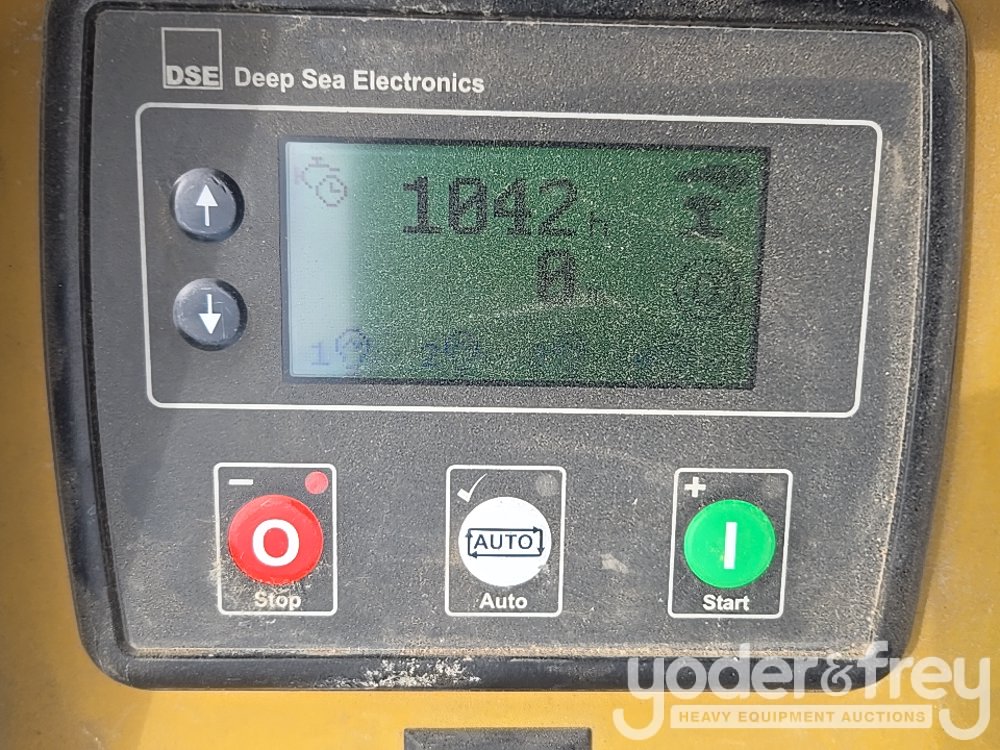 DSE Deep Sea Electronics
1042 h
0 h
O
AUTO
I
Stop
Auto
Start
yoder&frey
HEAVY EQUIPMENT AUCTIONS